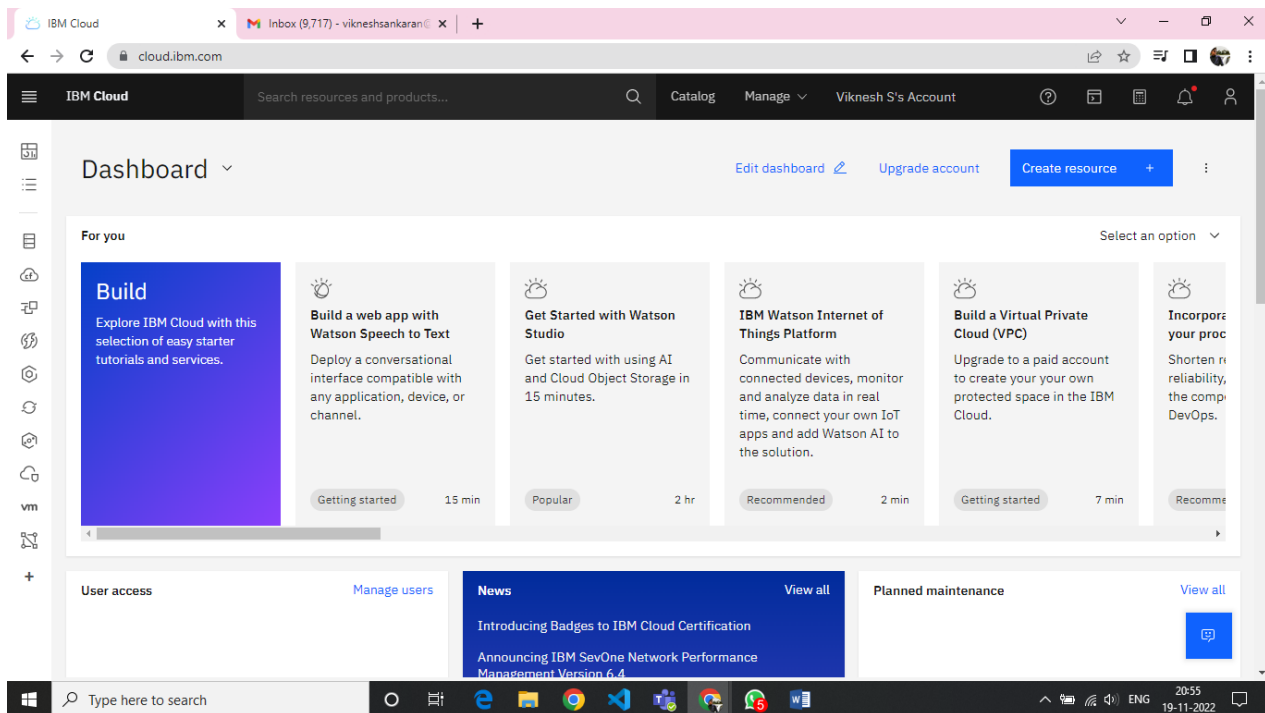 IBM Cloud
Inbox (9,717) - vikneshsankaran
cloud.ibm.com
IBM Cloud
Search resources and products...
Catalog
Manage
Viknesh S's Account
Dashboard
Edit dashboard
Upgrade account
Create resource +
For you
Select an option
Build
Explore IBM Cloud with this
selection of easy starter
tutorials and services.
Build a web app with
Watson Speech to Text
Deploy a conversational
interface compatible with
any application, device, or
channel.
Getting started
15 min
Get Started with Watson
Studio
Get started with using AI
and Cloud Object Storage in
15 minutes.
Popular
2 hr
IBM Watson Internet of
Things Platform
Communicate with
connected devices, monitor
and analyze data in real
time, connect your own IoT
apps and add Watson AI to
the solution.
Recommended
2 min
Build a Virtual Private
Cloud (VPC)
Upgrade to a paid account
to create your your own
protected space in the IBM
Cloud.
Getting started
7 min
Incorpora
your proc
Shorten re
reliability,
the comp
DevOps.
Recomme
vm
User access
Manage users
News
View all
Introducing Badges to IBM Cloud Certification
Announcing IBM SevOne Network Performance
Management Version 6.4
Planned maintenance
View all
Type here to search
5
ENG
20:55
19-11-2022